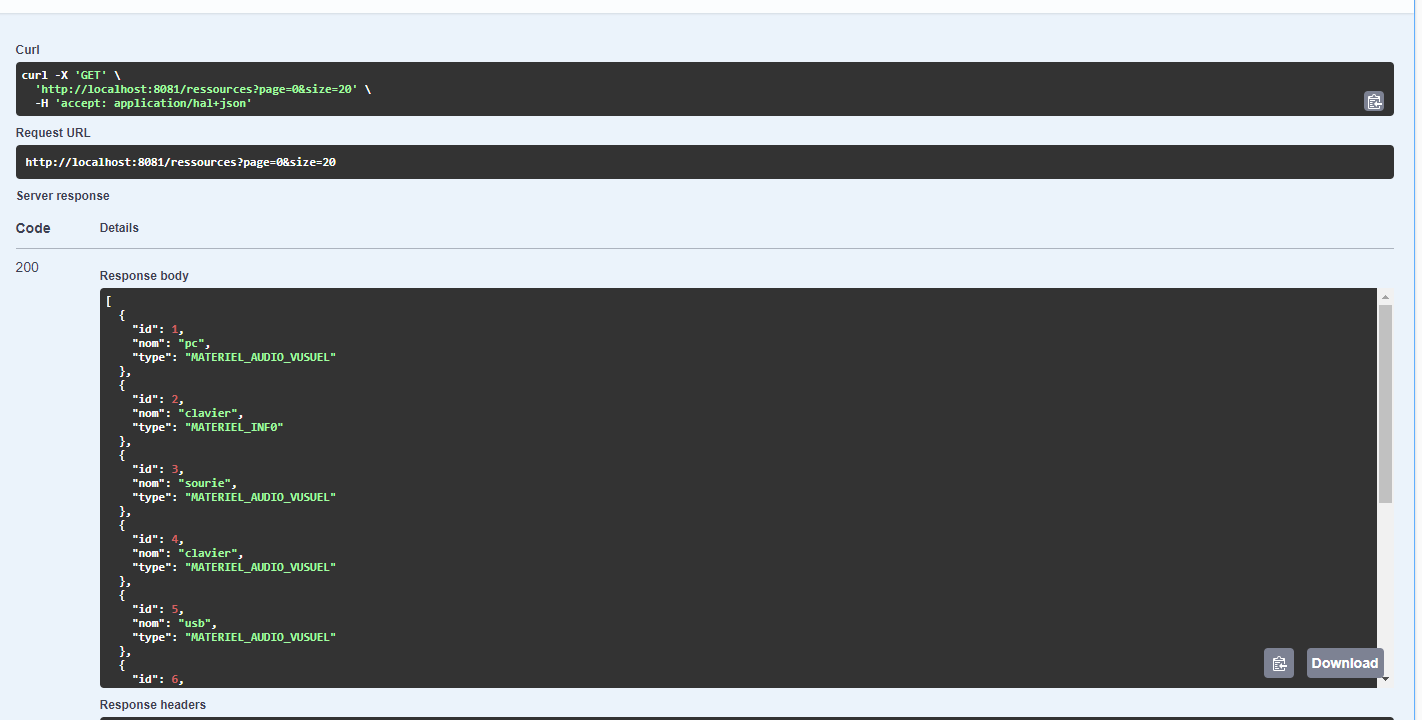 Curl
curl -X 'GET' \
'http://localhost:8081/ressources?page=0&size=20' \
-H 'accept: application/hal+json'
Request URL
http://localhost:8081/ressources?page=0&size=20
Server response
Code Details
200
Response body
[
{
"id": 1,
"nom": "pc",
"type": "MATERIEL_AUDIO_VUSUEL"
},
{
"id": 2,
"nom": "clavier",
"type": "MATERIEL_INF0"
},
{
"id": 3,
"nom": "sourie",
"type": "MATERIEL_AUDIO_VUSUEL"
},
{
"id": 4,
"nom": "clavier",
"type": "MATERIEL_AUDIO_VUSUEL"
},
{
"id": 5,
"nom": "usb",
"type": "MATERIEL_AUDIO_VUSUEL"
},
{
"id": 6,
Download
Response headers